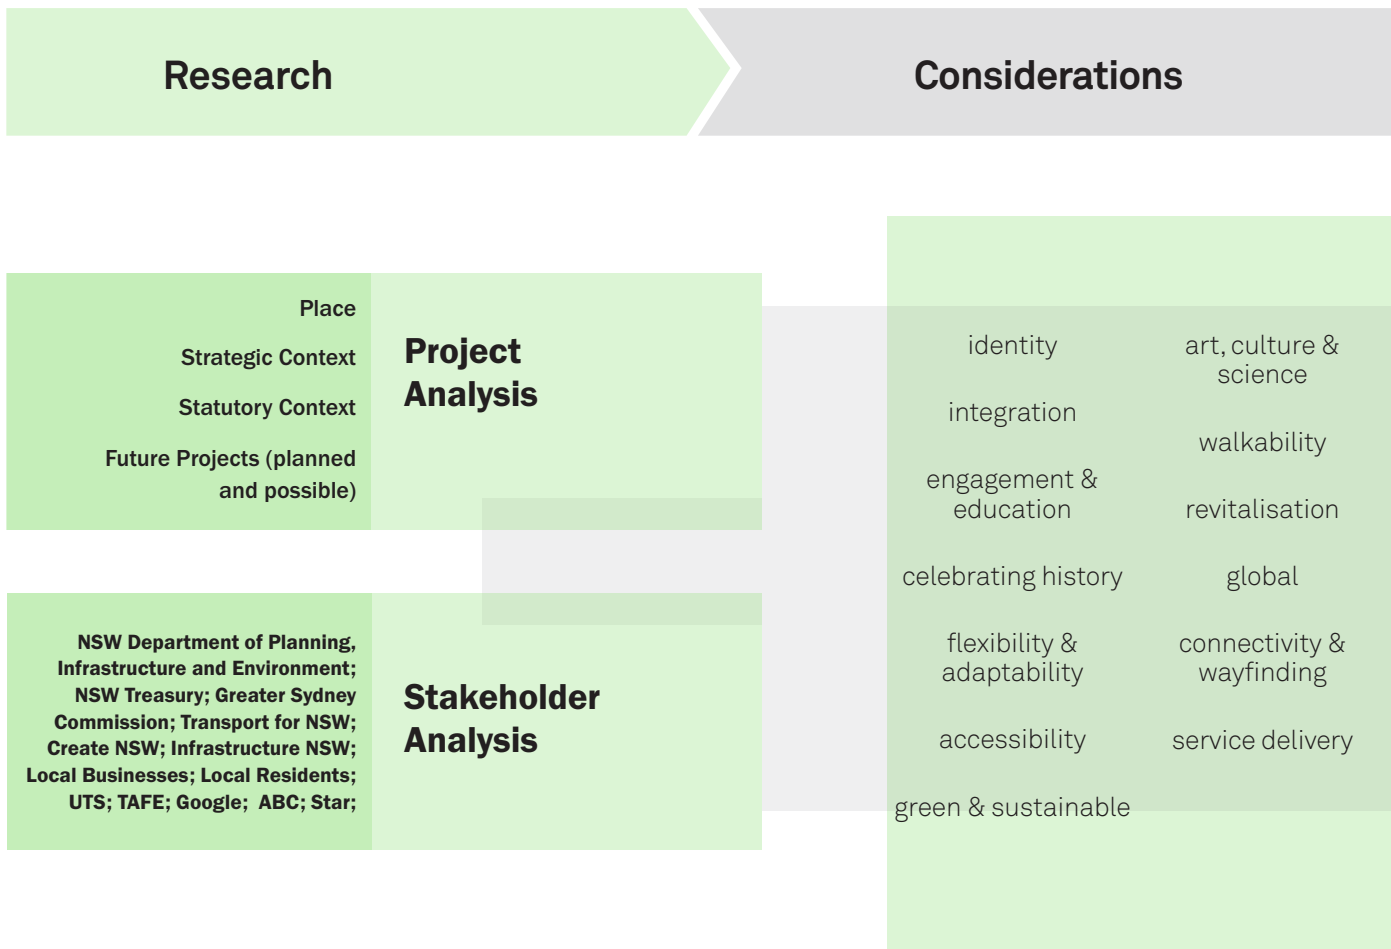 Research
Considerations
Place
Strategic Context
Statutory Context
Future Projects (planned
and possible)
Project
Analysis
NSW Department of Planning,
Infrastructure and Environment;
NSW Treasury; Greater Sydney
Commission; Transport for NSW;
Create NSW; Infrastructure NSW;
Local Businesses; Local Residents;
UTS; TAFE; Google;  ABC; Star;
Stakeholder
Analysis
identity
integration
engagement &
education
celebrating history
flexibility &
adaptability
accessibility
green & sustainable
art, culture &
science
walkability
revitalisation
global
connectivity &
wayfinding
service delivery